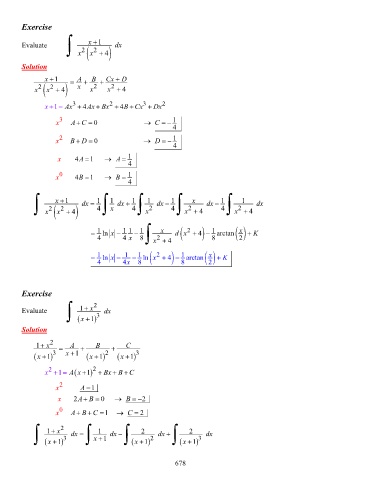 Exercise
Evaluate ∫ (x+1)/(x²(x²+4)) dx
Solution
(x+1)/(x²(x²+4)) = A/x + B/x² + (Cx+D)/(x²+4)
x+1 = Ax³ + 4Ax + Bx² + 4B + Cx³ + Dx²
x³ A+C=0 → C=−1/4
x² B+D=0 → D=−1/4
x 4A=1 → A=1/4
x⁰ 4B=1 → B=1/4
∫ (x+1)/(x²(x²+4)) dx = 1/4 ∫ 1/x dx + 1/4 ∫ 1/x² dx − 1/4 ∫ x/(x²+4) dx − 1/4 ∫ 1/(x²+4) dx
= 1/4 ln|x| − 1/4 1/x − 1/8 ∫ x/(x²+4) d(x²+4) − 1/8 arctan(x/2) + K
= 1/4 ln|x| − 1/(4x) − 1/8 ln(x²+4) − 1/8 arctan(x/2) + K
Exercise
Evaluate ∫ (1+x²)/(x+1)³ dx
Solution
(1+x²)/(x+1)³ = A/(x+1) + B/(x+1)² + C/(x+1)³
x²+1 = A(x+1)² + Bx + B + C
x² A=1
x 2A+B=0 → B=−2
x⁰ A+B+C=1 → C=2
∫ (1+x²)/(x+1)³ dx = ∫ 1/(x+1) dx − ∫ 2/(x+1)² dx + ∫ 2/(x+1)³ dx
678